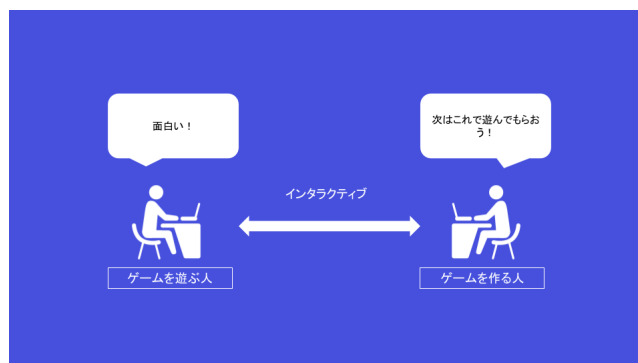 面白い！
次はこれで遊んでもらお
う！
インタラクティブ
ゲームを遊ぶ人
ゲームを作る人